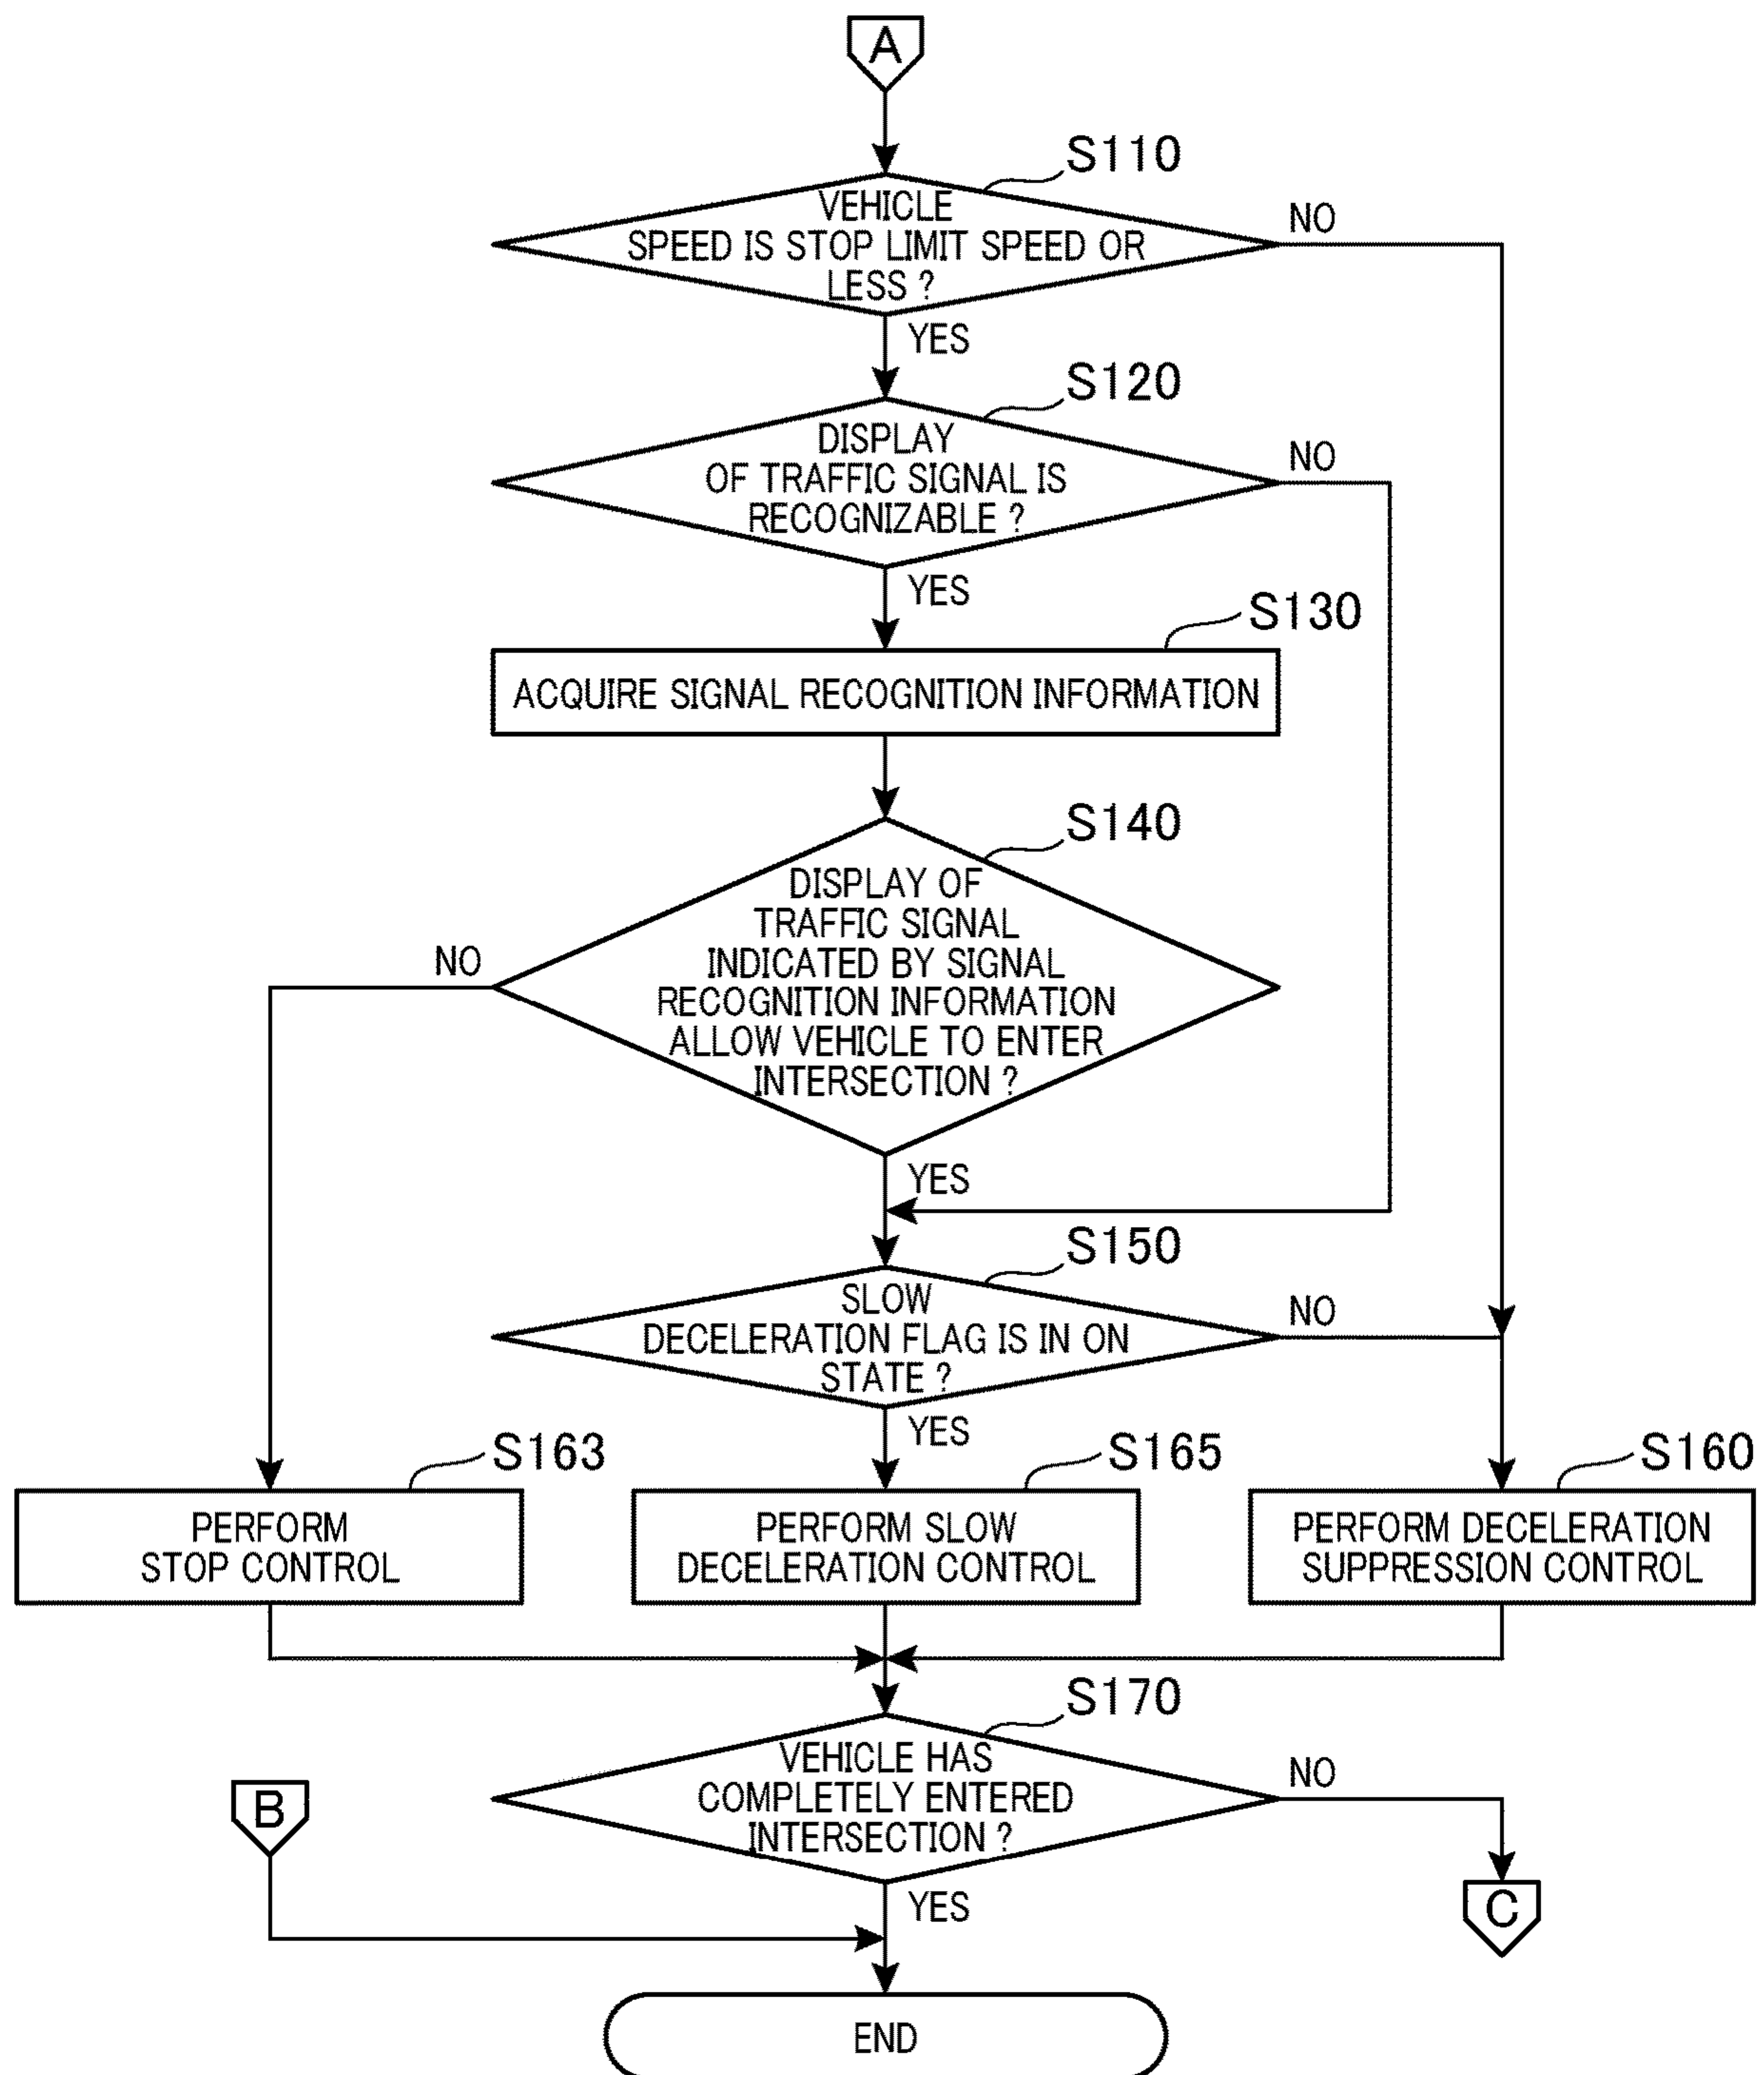 A
S110
VEHICLE
SPEED IS STOP LIMIT SPEED OR
LESS ?
NO
YES
S120
DISPLAY
OF TRAFFIC SIGNAL IS
RECOGNIZABLE ?
NO
YES
S130
ACQUIRE SIGNAL RECOGNITION INFORMATION
S140
DISPLAY OF
TRAFFIC SIGNAL
INDICATED BY SIGNAL
RECOGNITION INFORMATION
ALLOW VEHICLE TO ENTER
INTERSECTION ?
NO
YES
S150
SLOW
DECELERATION FLAG IS IN ON
STATE ?
NO
YES
S163
PERFORM
STOP CONTROL
S165
PERFORM SLOW
DECELERATION CONTROL
S160
PERFORM DECELERATION
SUPPRESSION CONTROL
S170
VEHICLE HAS
COMPLETELY ENTERED
INTERSECTION ?
NO
B
YES
C
END